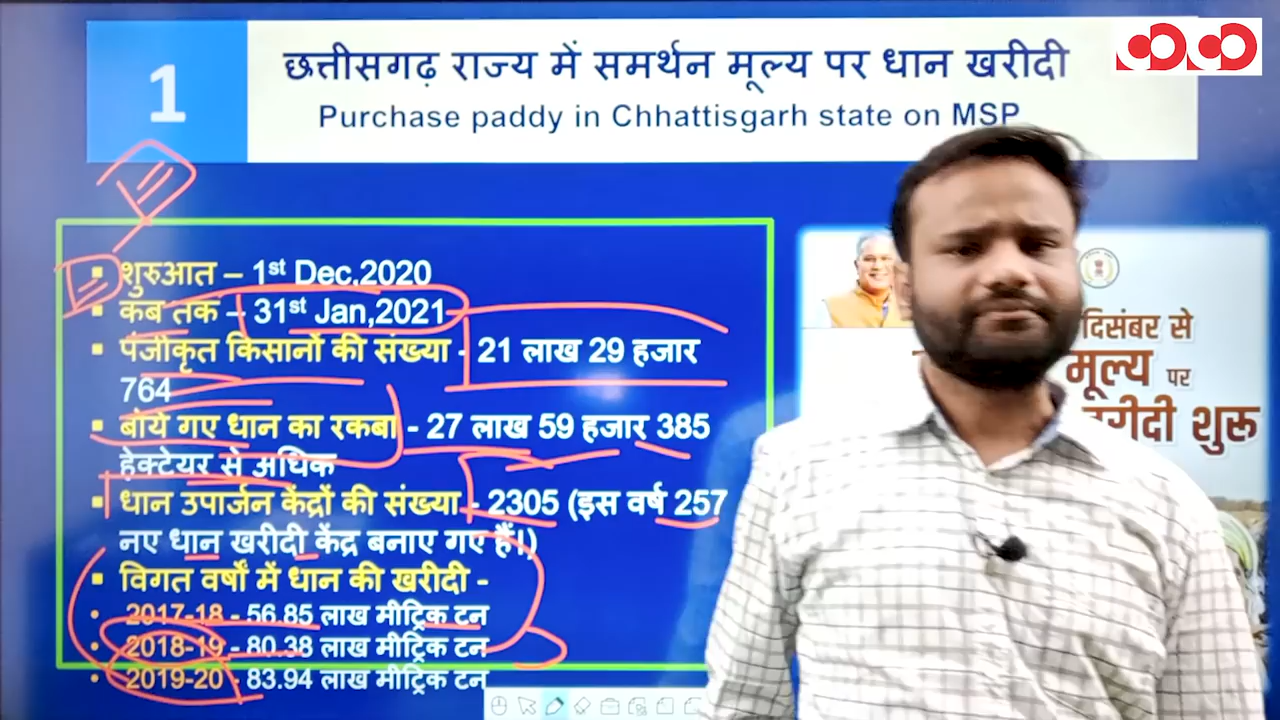 1
छत्तीसगढ़ राज्य में समर्थन मूल्य पर धान खरीदी
Purchase paddy in Chhattisgarh state on MSP
शुरुआत – 1st Dec,2020
कब तक – 31st Jan,2021
पंजीकृत किसानों की संख्या - 21 लाख 29 हजार
764
बोये गए धान का रकबा - 27 लाख 59 हजार 385
हेक्टेयर से अधिक
धान उपार्जन केंद्रों की संख्या - 2305 (इस वर्ष 257
नए धान खरीदी केंद्र बनाए गए हैं।)
विगत वर्षों में धान की खरीदी -
2017-18 - 56.85 लाख मीट्रिक टन
2018-19 - 80.38 लाख मीट्रिक टन
2019-20 - 83.94 लाख मीट्रिक टन
दिसंबर से
मूल्य पर
खरीदी शुरू